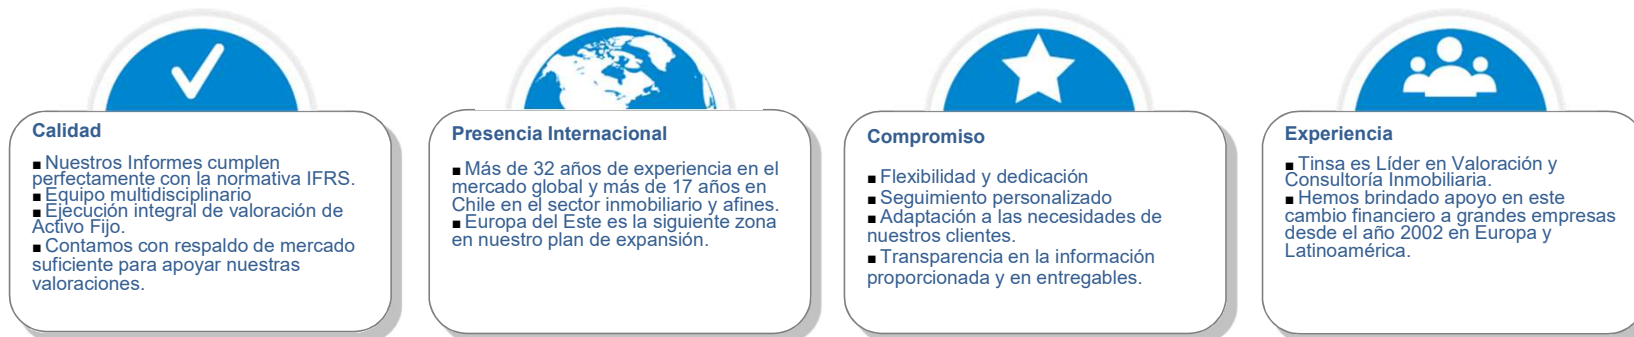 Calidad
■ Nuestros Informes cumplen
perfectamente con la normativa IFRS.
■ Equipo multidisciplinario
■ Ejecución integral de valoración de
Activo Fijo.
■ Contamos con respaldo de mercado
suficiente para apoyar nuestras
valoraciones.
Presencia Internacional
■ Más de 32 años de experiencia en el
mercado global y más de 17 años en
Chile en el sector inmobiliario y afines.
■ Europa del Este es la siguiente zona
en nuestro plan de expansión.
Compromiso
■ Flexibilidad y dedicación
■ Seguimiento personalizado
■ Adaptación a las necesidades de
nuestros clientes.
■ Transparencia en la información
proporcionada y en entregables.
Experiencia
■ Tinsa es Líder en Valoración y
Consultoría Inmobiliaria.
■ Hemos brindado apoyo en este
cambio financiero a grandes empresas
desde el año 2002 en Europa y
Latinoamérica.